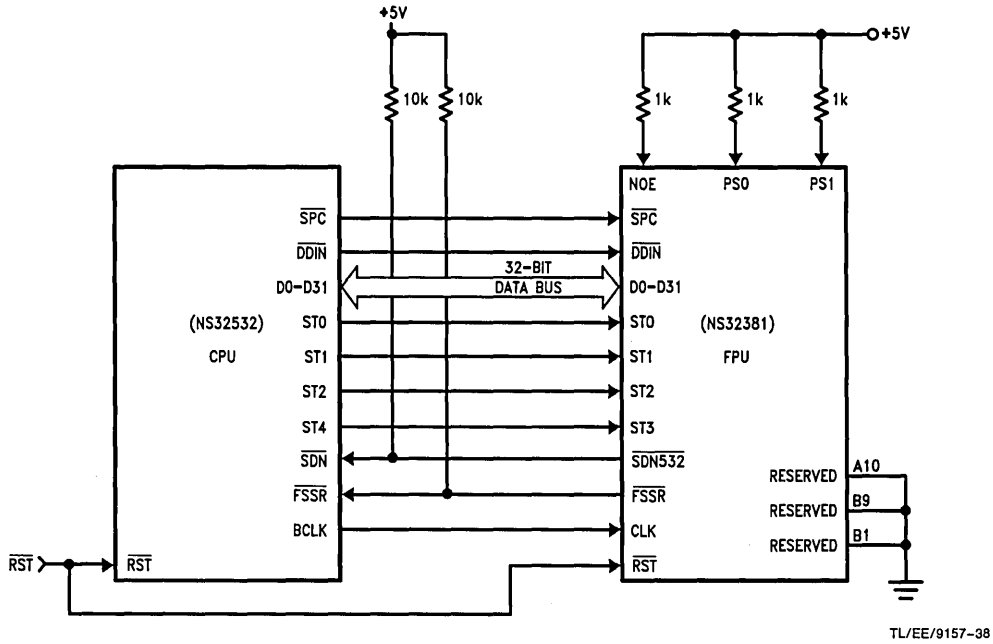 +5V
+5V
10k 10k 1k 1k 1k
NOE PS0 PS1
SPC SPC
DDIN DDIN
32-BIT
D0-D31 DATA BUS D0-D31
(NS32532) ST0 ST0 (NS32381)
CPU ST1 ST1 FPU
ST2 ST2
ST4 ST3
SDN SDN532
RESERVED A10
FSSR FSSR
RESERVED B9
BCLK CLK
RESERVED B1
RST RST RST
TL/EE/9157-38